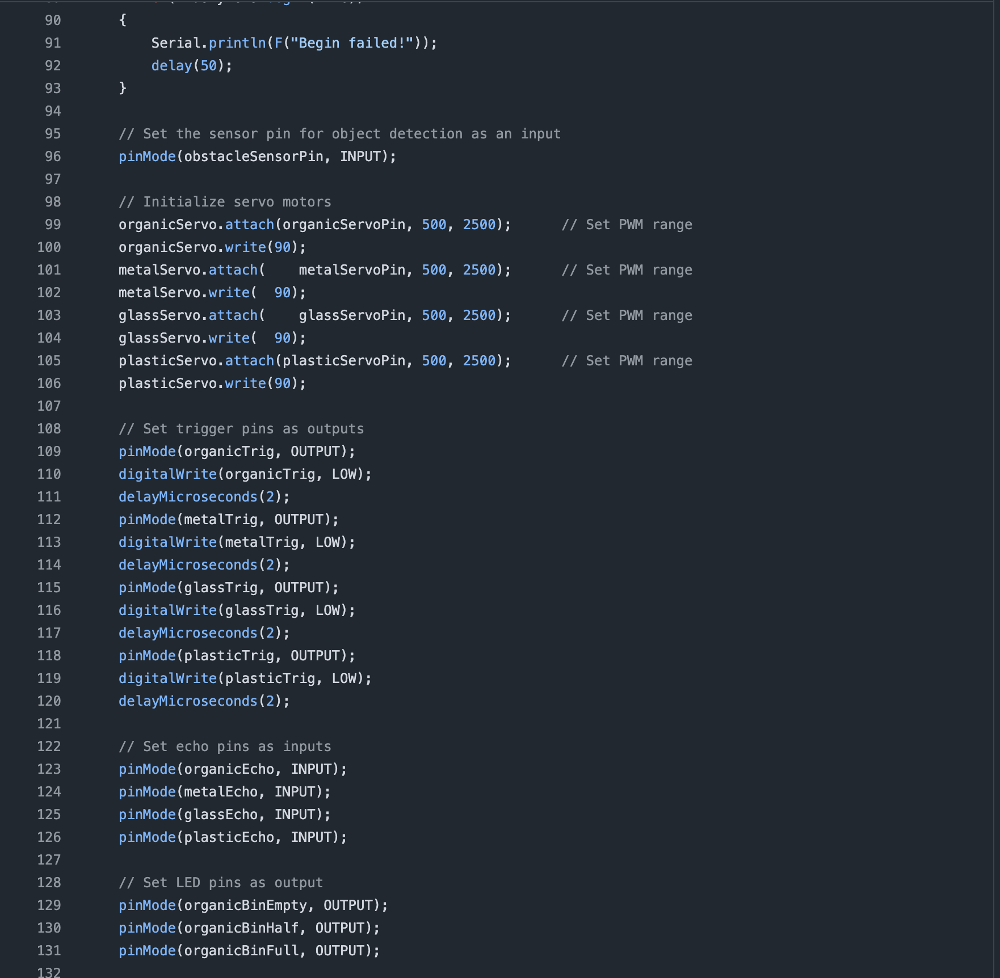 90 {
91 Serial.println(F("Begin failed!"));
92 delay(50);
93 }
94
95 // Set the sensor pin for object detection as an input
96 pinMode(obstacleSensorPin, INPUT);
97
98 // Initialize servo motors
99 organicServo.attach(organicServoPin, 500, 2500);      // Set PWM range
100 organicServo.write(90);
101 metalServo.attach(    metalServoPin, 500, 2500);      // Set PWM range
102 metalServo.write(  90);
103 glassServo.attach(    glassServoPin, 500, 2500);      // Set PWM range
104 glassServo.write(  90);
105 plasticServo.attach(plasticServoPin, 500, 2500);      // Set PWM range
106 plasticServo.write(90);
107
108 // Set trigger pins as outputs
109 pinMode(organicTrig, OUTPUT);
110 digitalWrite(organicTrig, LOW);
111 delayMicroseconds(2);
112 pinMode(metalTrig, OUTPUT);
113 digitalWrite(metalTrig, LOW);
114 delayMicroseconds(2);
115 pinMode(glassTrig, OUTPUT);
116 digitalWrite(glassTrig, LOW);
117 delayMicroseconds(2);
118 pinMode(plasticTrig, OUTPUT);
119 digitalWrite(plasticTrig, LOW);
120 delayMicroseconds(2);
121
122 // Set echo pins as inputs
123 pinMode(organicEcho, INPUT);
124 pinMode(metalEcho, INPUT);
125 pinMode(glassEcho, INPUT);
126 pinMode(plasticEcho, INPUT);
127
128 // Set LED pins as output
129 pinMode(organicBinEmpty, OUTPUT);
130 pinMode(organicBinHalf, OUTPUT);
131 pinMode(organicBinFull, OUTPUT);
132